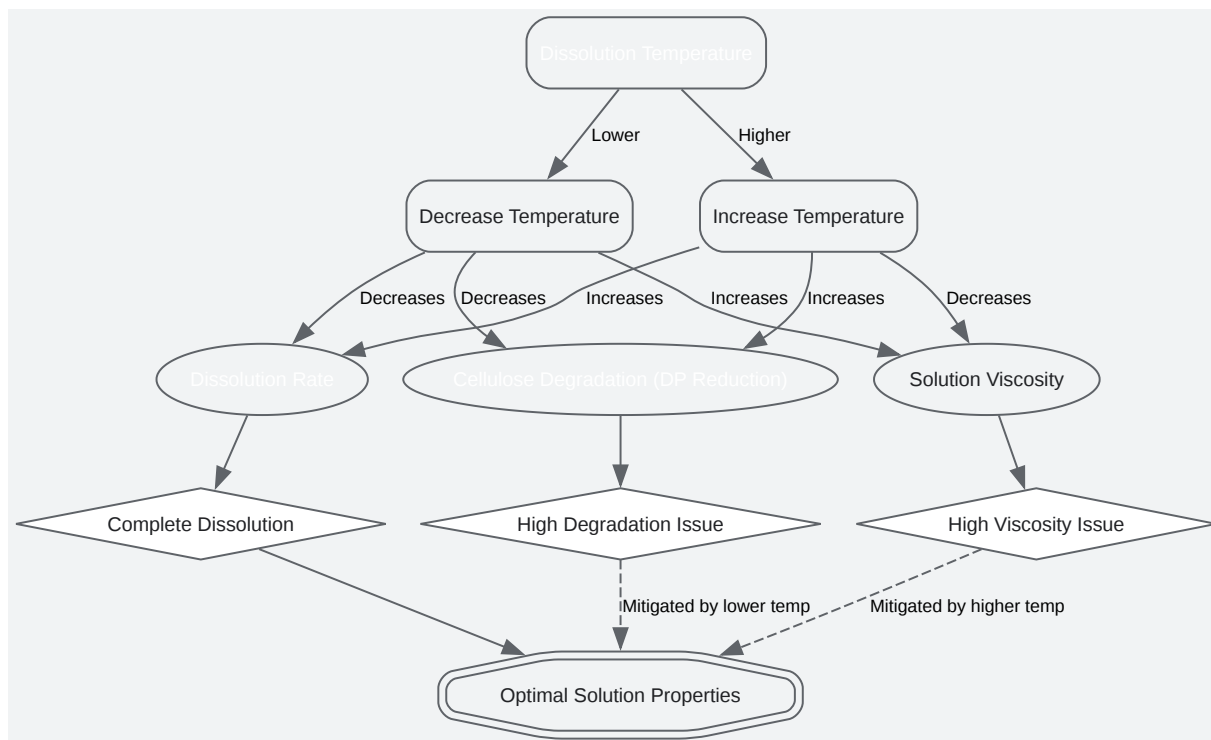 Dissolution Temperature
Lower
Higher
Decrease Temperature
Increase Temperature
Decreases
Decreases
Increases
Increases
Increases
Decreases
Dissolution Rate
Cellulose Degradation (DP Reduction)
Solution Viscosity
Complete Dissolution
High Degradation Issue
High Viscosity Issue
Mitigated by lower temp
Mitigated by higher temp
Optimal Solution Properties